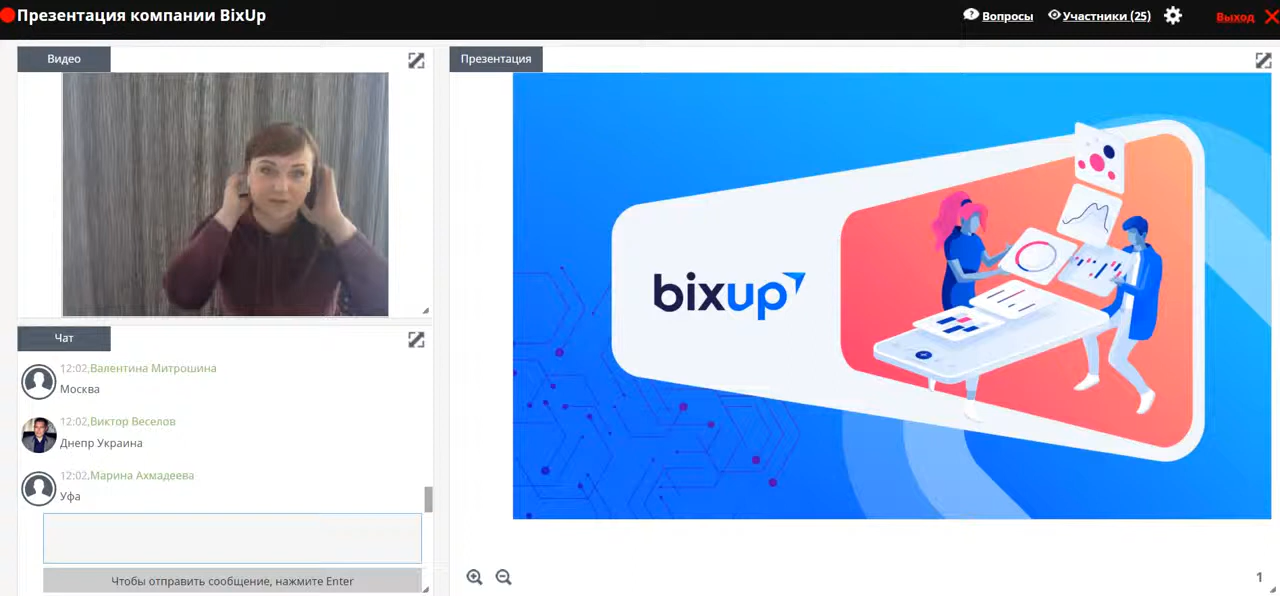 Презентация компании BixUp
Вопросы
Участники (25)
Выход
Видео
Презентация
bixup
Чат
12:02,Валентина Митрошина
Москва
12:02,Виктор Веселов
Днепр Украина
12:02,Марина Ахмадеева
Уфа
Чтобы отправить сообщение, нажмите Enter
1